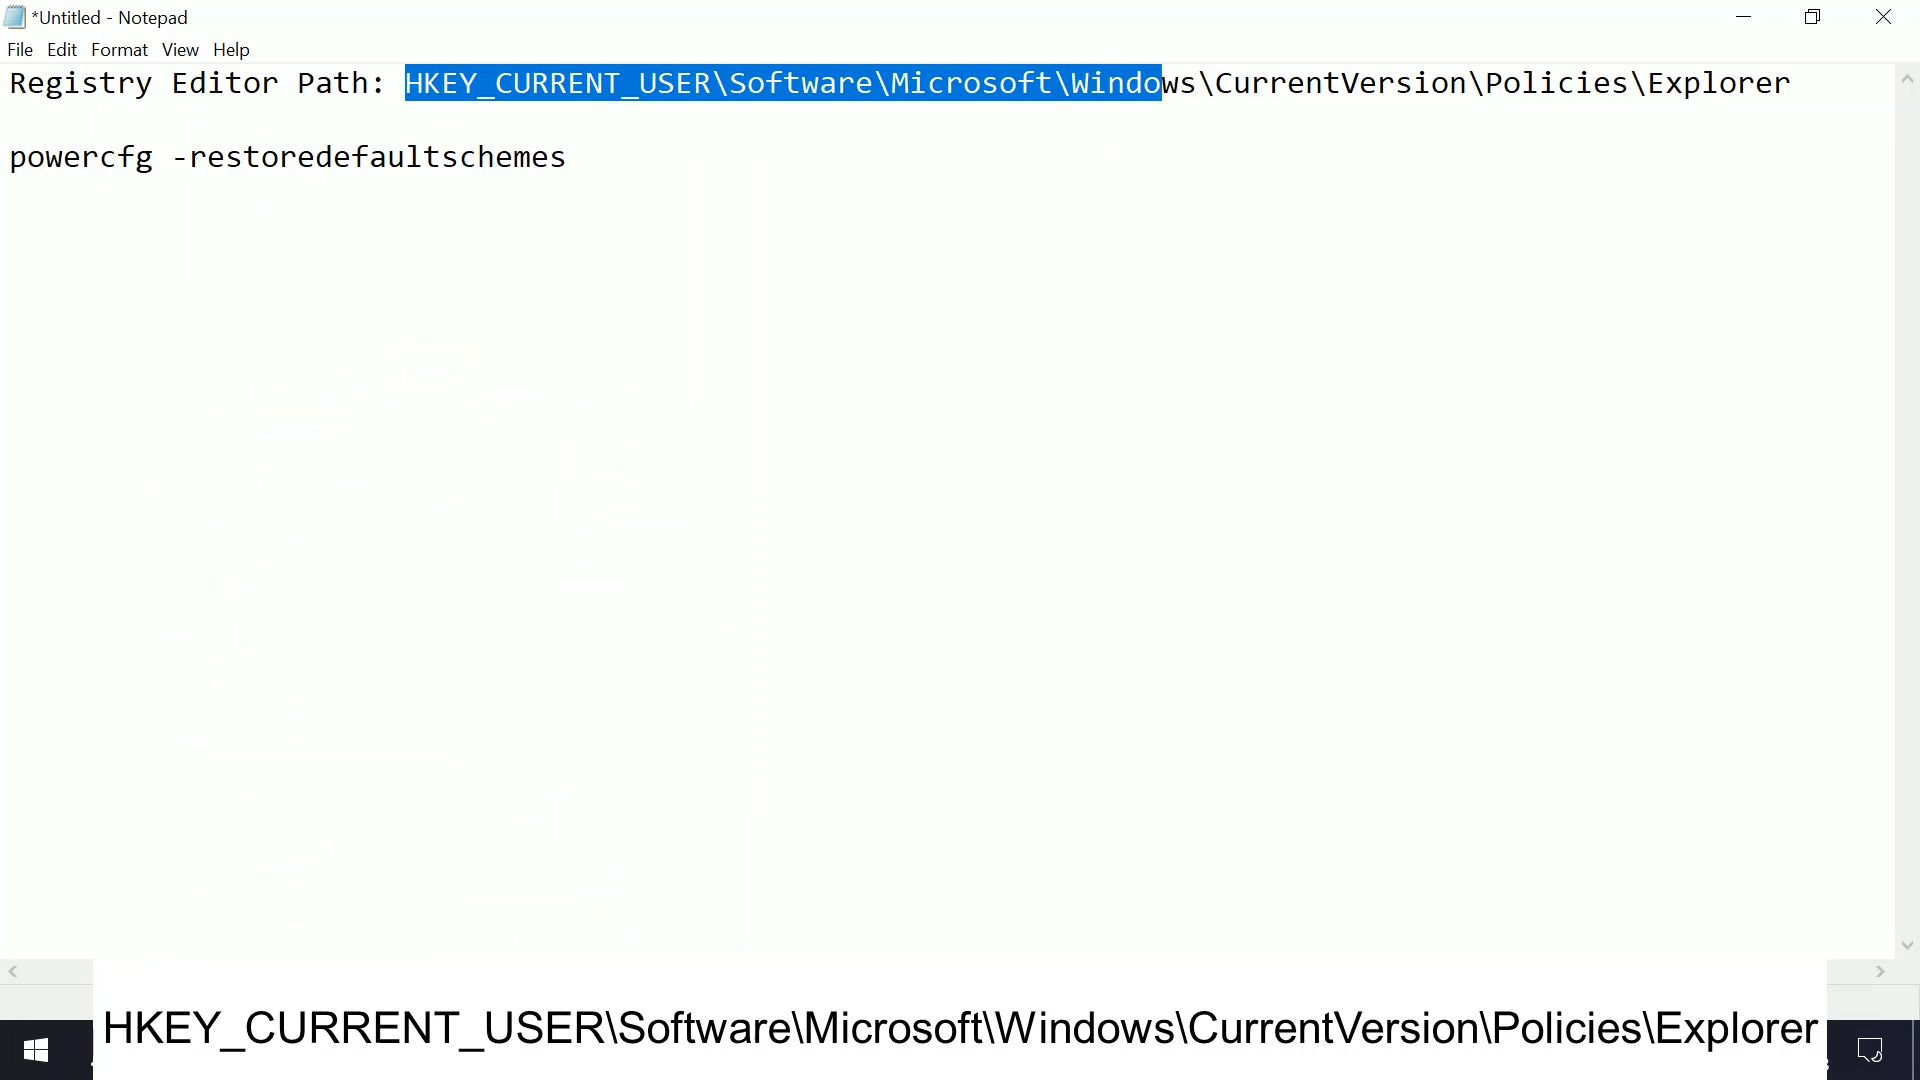 *Untitled - Notepad
File Edit Format View Help
Registry Editor Path: HKEY_CURRENT_USER\Software\Microsoft\Windows\CurrentVersion\Policies\Explorer
powercfg -restoredefaultschemes
HKEY_CURRENT_USER\Software\Microsoft\Windows\CurrentVersion\Policies\Explorer